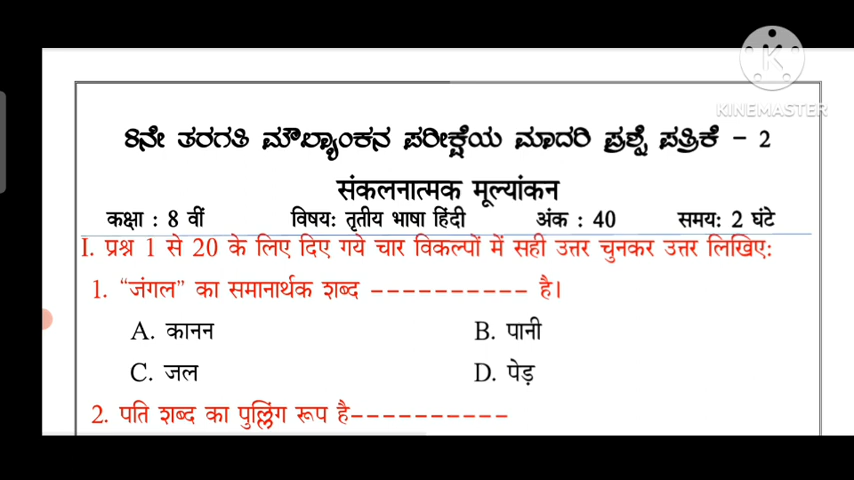 KINEMASTER
8ನೇ ತರಗತಿ ಮೌಲ್ಯಾಂಕನ ಪರೀಕ್ಷೆಯ ಮಾದರಿ ಪ್ರಶ್ನೆ ಪತ್ರಿಕೆ – 2
संकलनात्मक मूल्यांकन
कक्षा : 8 वीं विषय: तृतीय भाषा हिंदी अंक : 40 समय: 2 घंटे
I. प्रश्न 1 से 20 के लिए दिए गये चार विकल्पों में सही उत्तर चुनकर उत्तर लिखिए:
1. “जंगल” का समानार्थक शब्द ---------- है।
A. कानन B. पानी
C. जल D. पेड़
2. पति शब्द का पुल्लिंग रूप है----------